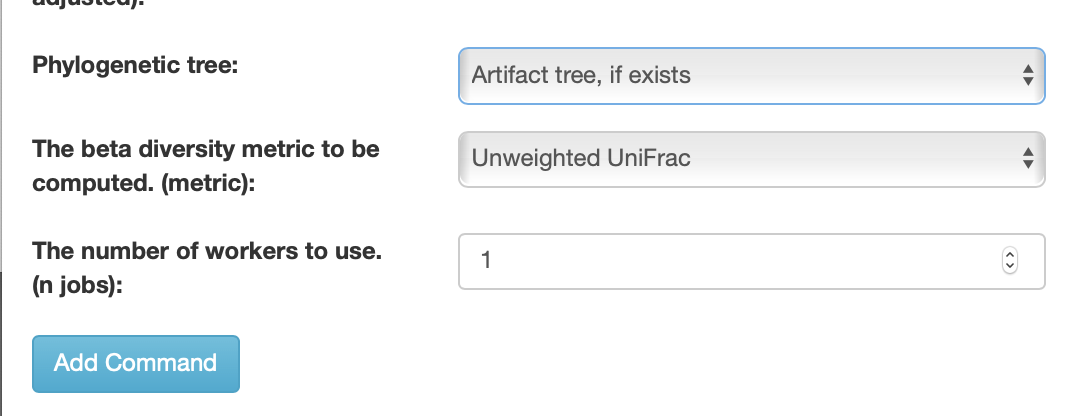 adjusted):
Phylogenetic tree:
Artifact tree, if exists
The beta diversity metric to be
computed. (metric):
Unweighted UniFrac
The number of workers to use.
(n jobs):
1
Add Command